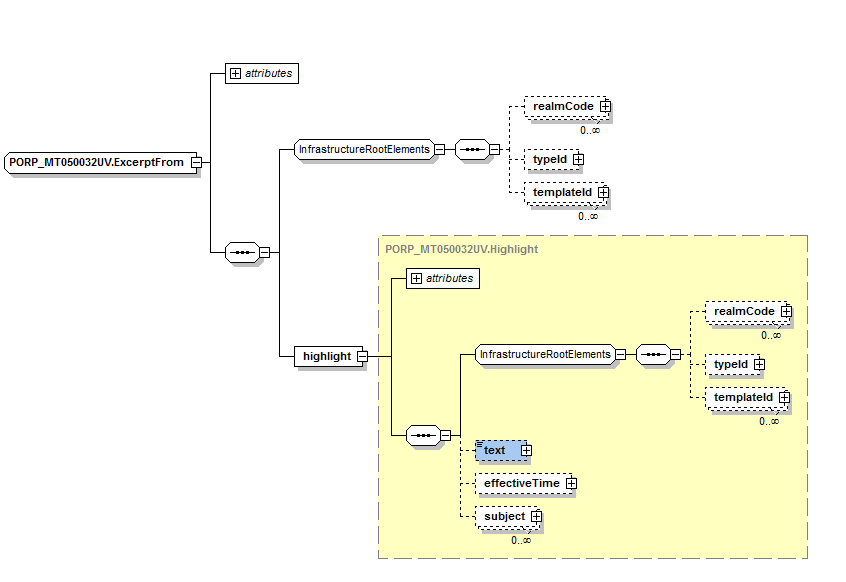 attributes
realmCode
0..∞
InfrastructureRootElements
PORP_MT050032UV.ExcerptFrom
typeId
templateId
0..∞
PORP_MT050032UV.Highlight
attributes
realmCode
0..∞
highlight
InfrastructureRootElements
typeId
templateId
0..∞
text
effectiveTime
subject
0..∞